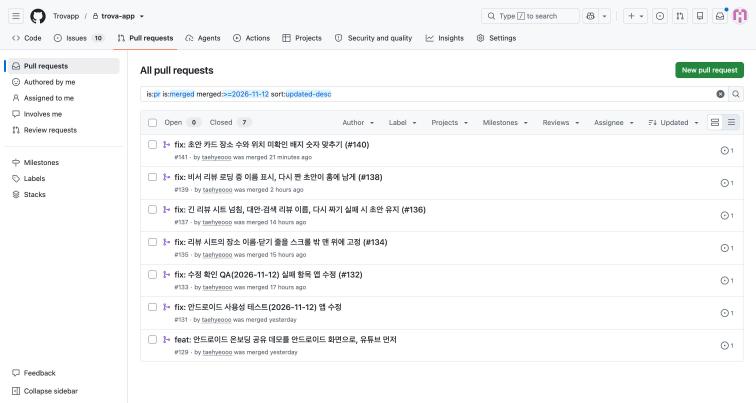 Trovapp / trova-app
Type / to search
Code Issues 10 Pull requests Agents Actions Projects Security and quality Insights Settings
Pull requests
Authored by me
Assigned to me
Involves me
Review requests
Milestones
Labels
Stacks
Feedback
Collapse sidebar
All pull requests
New pull request
is:pr is:merged merged:>=2026-11-12 sort:updated-desc
Open 0 Closed 7 Author Label Projects Milestones Reviews Assignee Updated
fix: 초안 카드 장소 수와 위치 미확인 배지 숫자 맞추기 (#140)
1
#141 · by taehyeooo was merged 21 minutes ago
fix: 비서 리뷰 로딩 중 이름 표시, 다시 짠 초안이 홈에 남게 (#138)
1
#139 · by taehyeooo was merged 2 hours ago
fix: 긴 리뷰 시트 넘침, 대안·검색 리뷰 이름, 다시 짜기 실패 시 초안 유지 (#136)
1
#137 · by taehyeooo was merged 14 hours ago
fix: 리뷰 시트의 장소 이름·닫기 줄을 스크롤 밖 맨 위에 고정 (#134)
1
#135 · by taehyeooo was merged 15 hours ago
fix: 수정 확인 QA(2026-11-12) 실패 항목 앱 수정 (#132)
1
#133 · by taehyeooo was merged 17 hours ago
fix: 안드로이드 사용성 테스트(2026-11-12) 앱 수정
1
#131 · by taehyeooo was merged yesterday
feat: 안드로이드 온보딩 공유 데모를 안드로이드 화면으로, 유튜브 먼저
1
#129 · by taehyeooo was merged yesterday